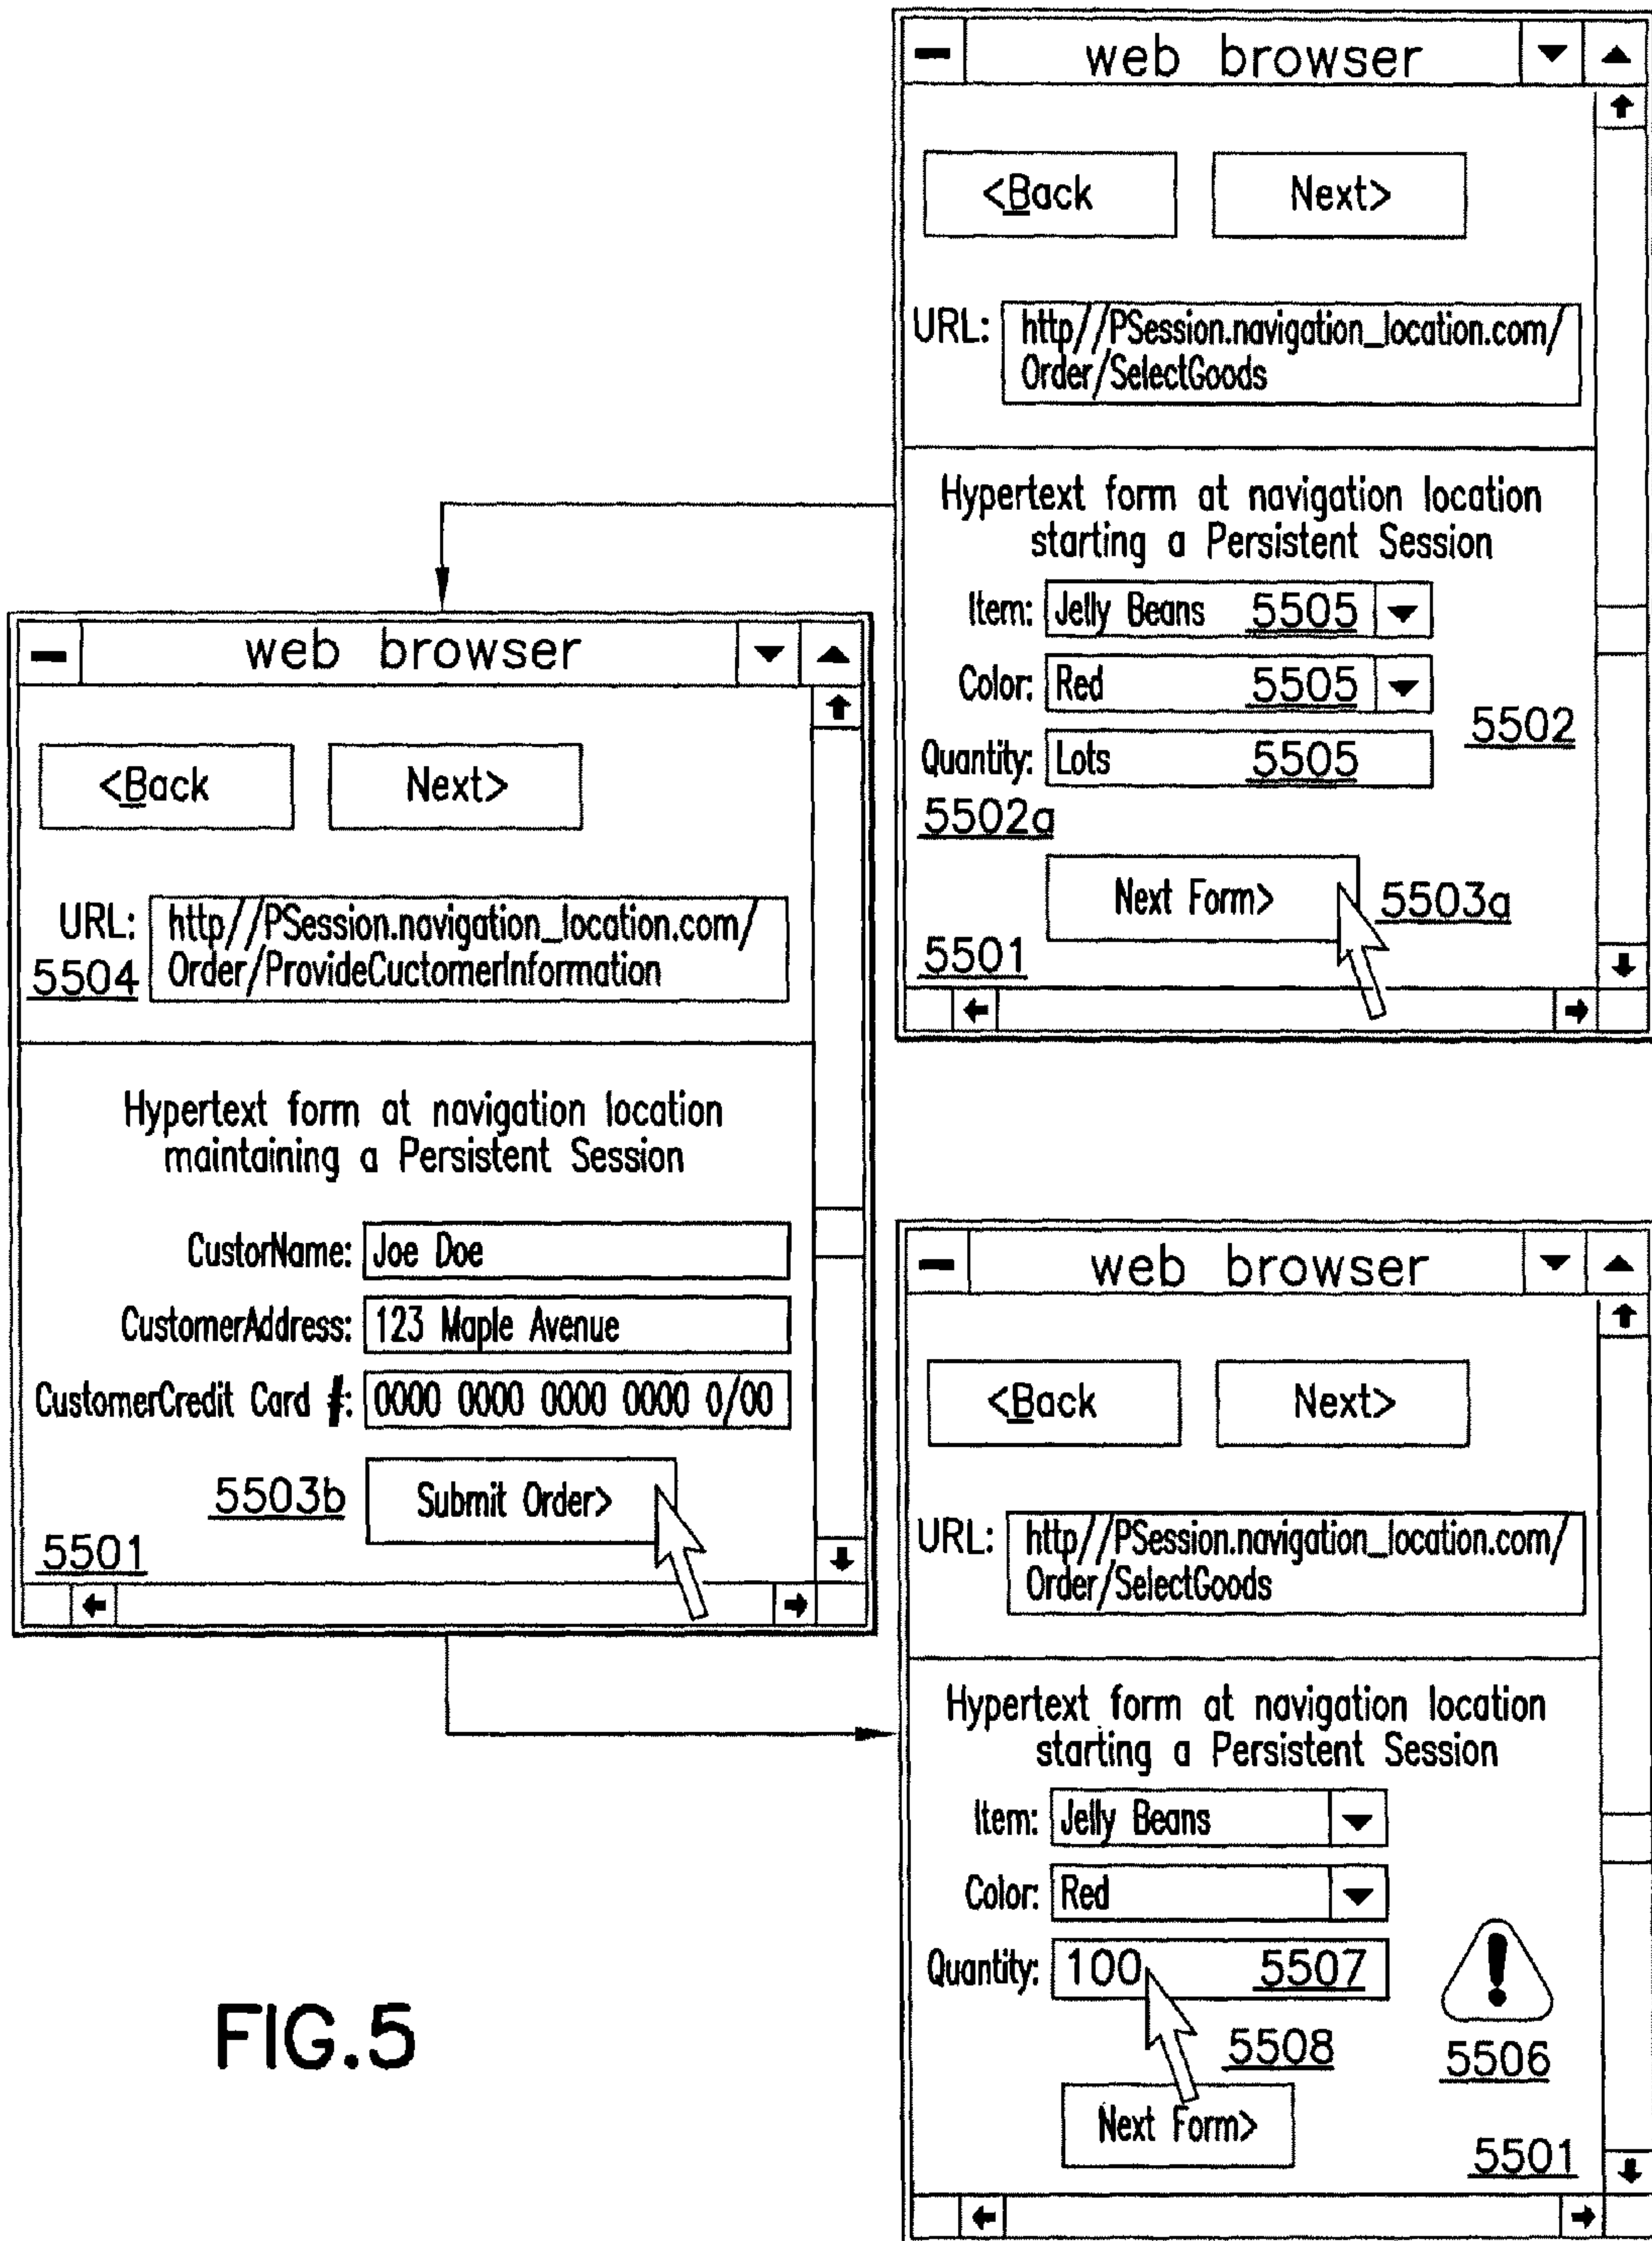 web browser
<Back Next>
URL: http//PSession.navigation_location.com/
Order/SelectGoods
Hypertext form at navigation location
starting a Persistent Session
Item: Jelly Beans 5505
Color: Red 5505
5502
Quantity: Lots 5505
5502a
Next Form> 5503a
5501
web browser
<Back Next>
URL: http//PSession.navigation_location.com/
5504 Order/ProvideCuctomerInformation
Hypertext form at navigation location
maintaining a Persistent Session
CustorName: Joe Doe
CustomerAddress: 123 Maple Avenue
CustomerCredit Card #: 0000 0000 0000 0000 0/00
5503b Submit Order>
5501
web browser
<Back Next>
URL: http//PSession.navigation_location.com/
Order/SelectGoods
Hypertext form at navigation location
starting a Persistent Session
Item: Jelly Beans
Color: Red
Quantity: 100 5507
!
5508 5506
Next Form>
5501
FIG.5